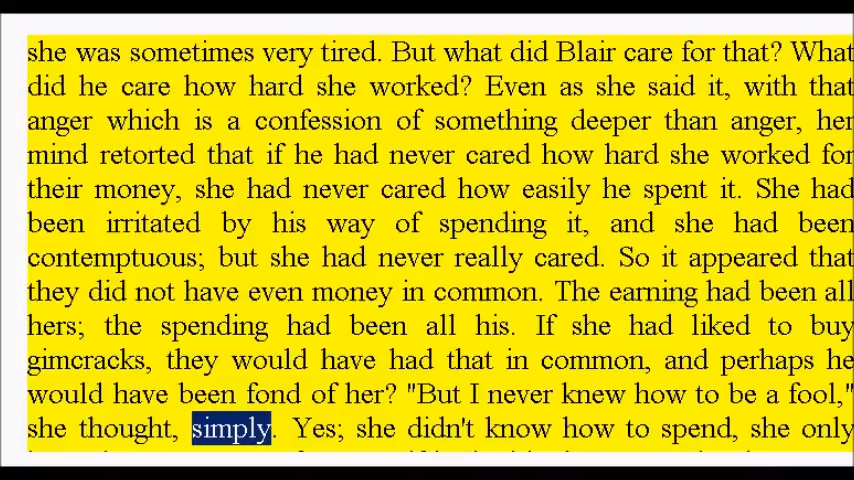 she was sometimes very tired. But what did Blair care for that? What
did he care how hard she worked? Even as she said it, with that
anger which is a confession of something deeper than anger, her
mind retorted that if he had never cared how hard she worked for
their money, she had never cared how easily he spent it. She had
been irritated by his way of spending it, and she had been
contemptuous; but she had never really cared. So it appeared that
they did not have even money in common. The earning had been all
hers; the spending had been all his. If she had liked to buy
gimcracks, they would have had that in common, and perhaps he
would have been fond of her? "But I never knew how to be a fool,"
she thought, simply. Yes; she didn't know how to spend, she only